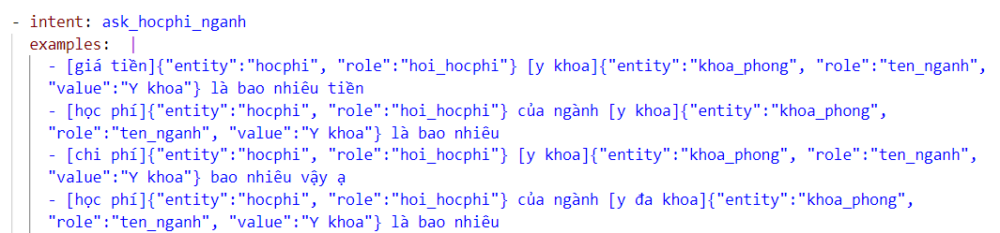 - intent: ask_hocphi_nganh
examples: |
- [giá tiền]{"entity":"hocphi", "role":"hoi_hocphi"} [y khoa]{"entity":"khoa_phong", "role":"ten_nganh",
"value":"Y khoa"} là bao nhiêu tiền
- [học phí]{"entity":"hocphi", "role":"hoi_hocphi"} của ngành [y khoa]{"entity":"khoa_phong",
"role":"ten_nganh", "value":"Y khoa"} là bao nhiêu
- [chi phí]{"entity":"hocphi", "role":"hoi_hocphi"} [y khoa]{"entity":"khoa_phong", "role":"ten_nganh",
"value":"Y khoa"} bao nhiêu vậy ạ
- [học phí]{"entity":"hocphi", "role":"hoi_hocphi"} của ngành [y đa khoa]{"entity":"khoa_phong",
"role":"ten_nganh", "value":"Y khoa"} là bao nhiêu